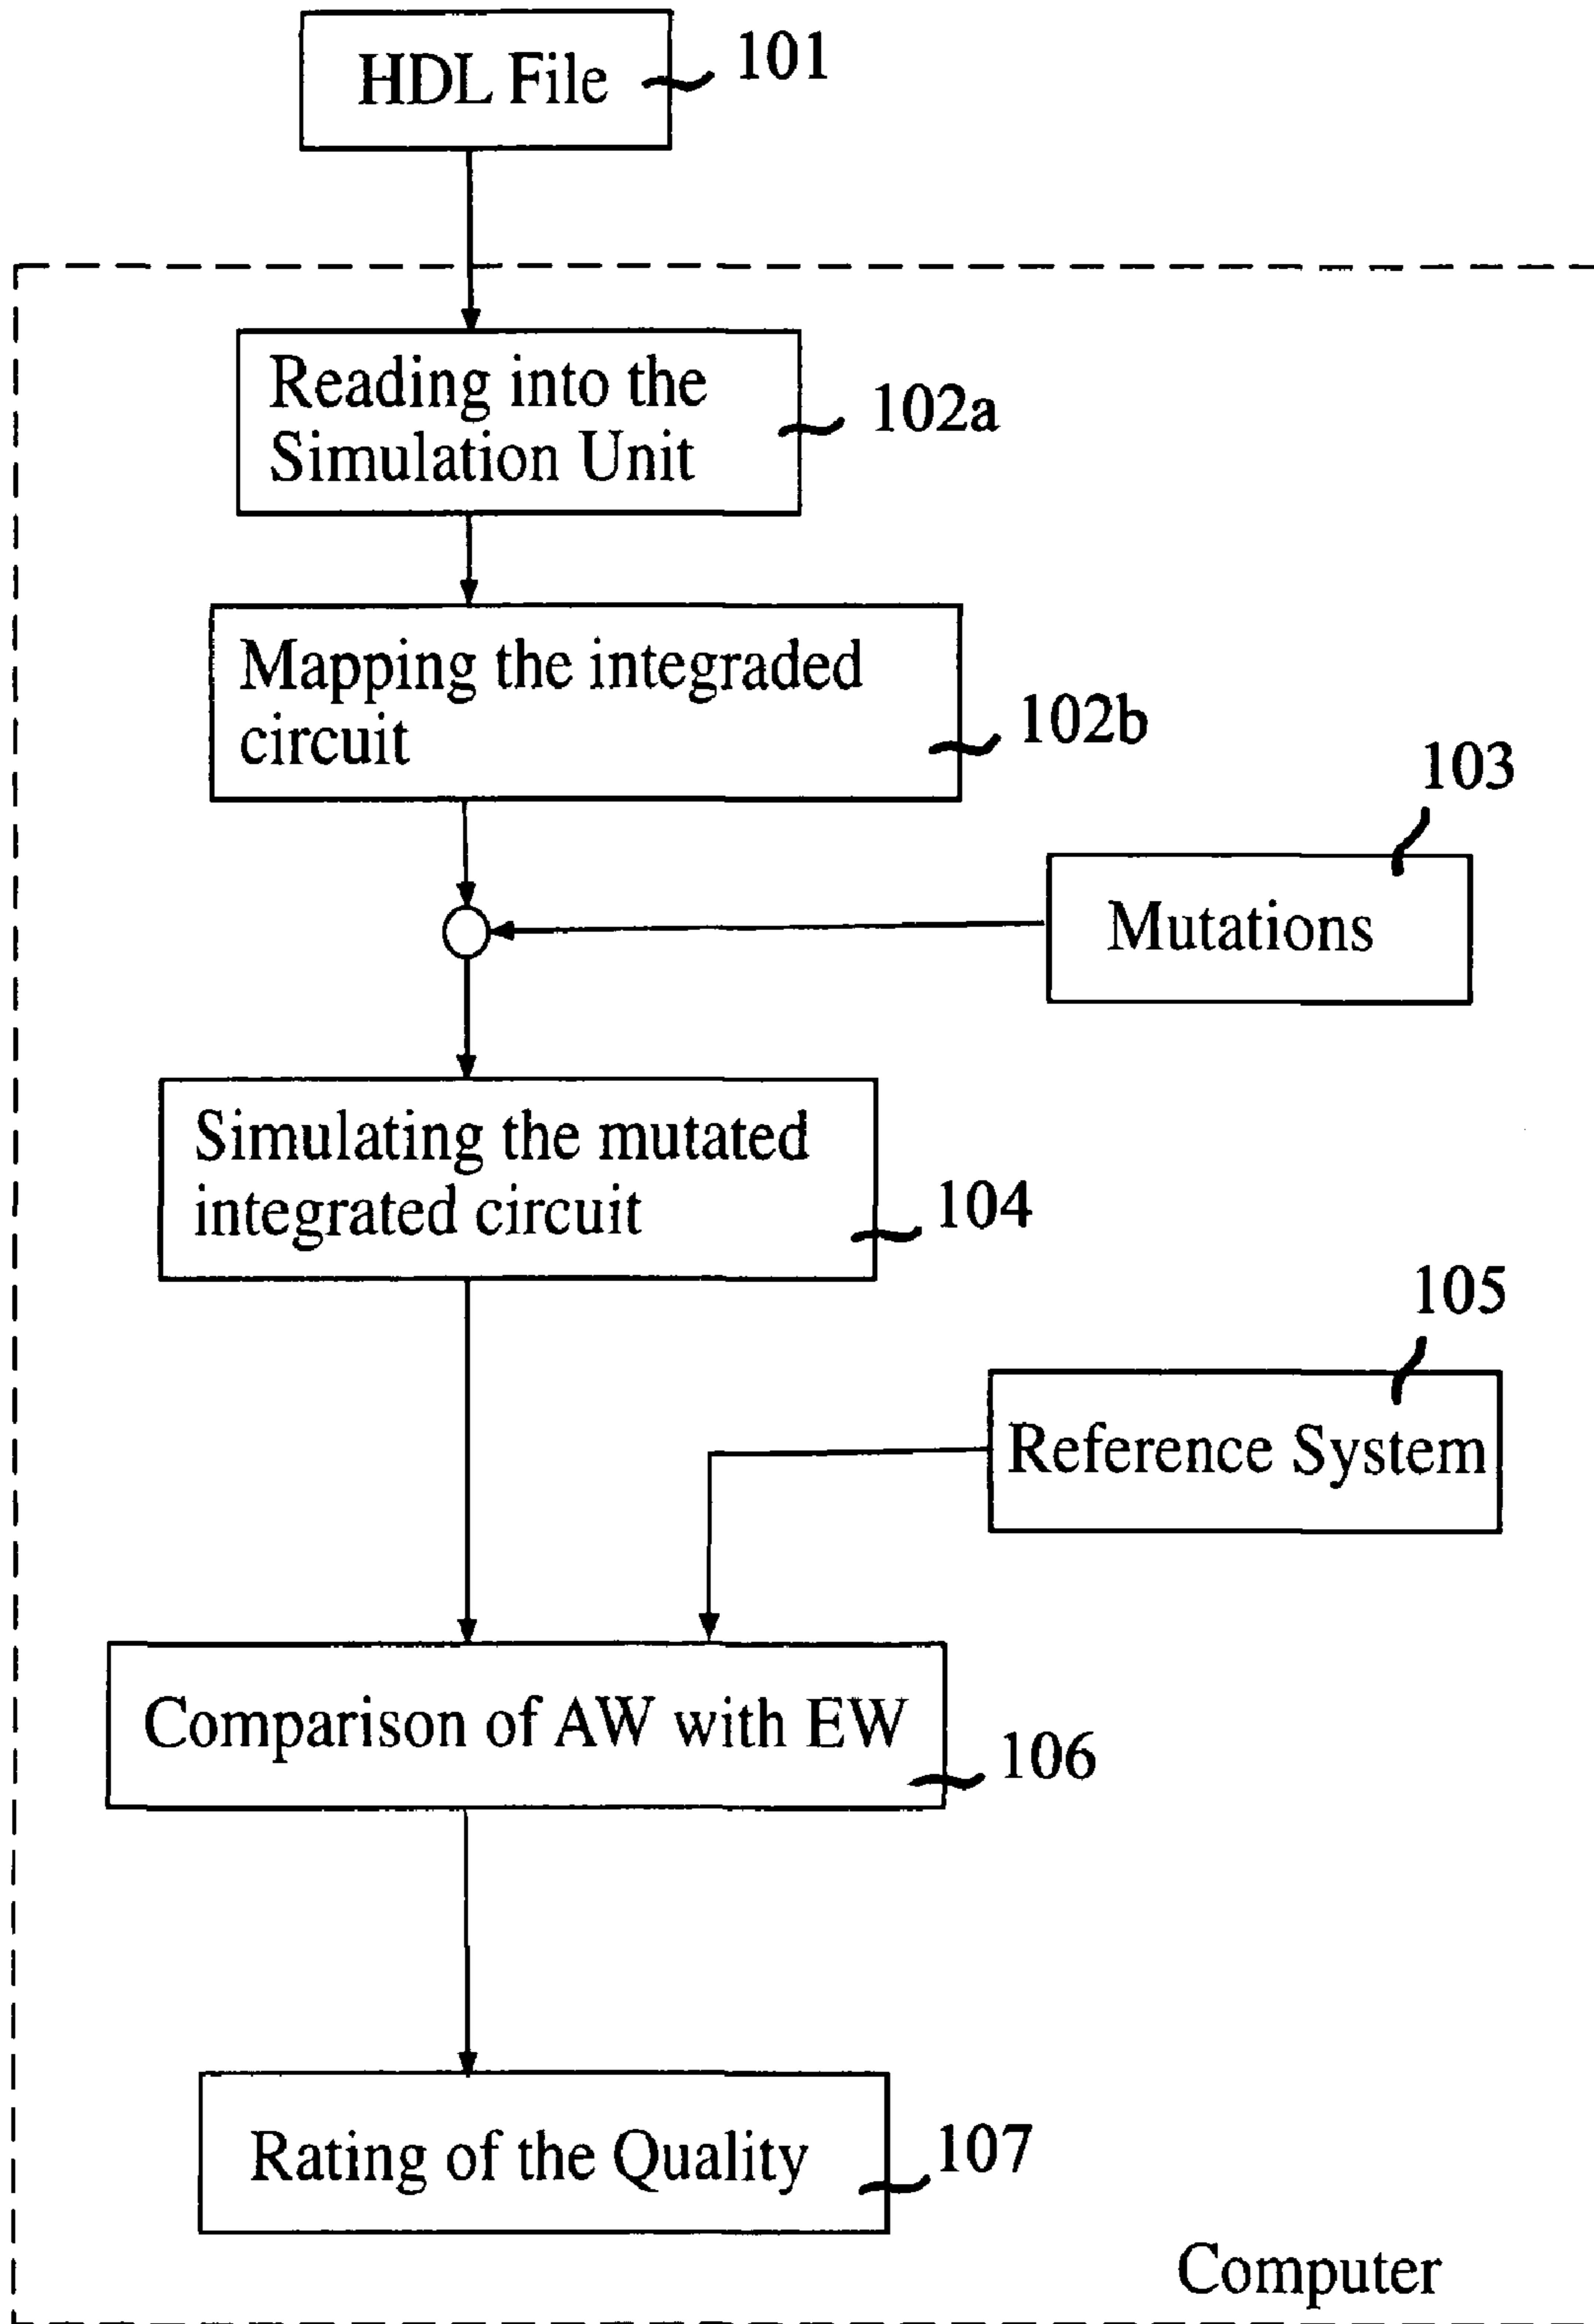 HDL File
101
Reading into the
Simulation Unit
102a
Mapping the integraded
circuit
102b
103
Mutations
Simulating the mutated
integrated circuit
104
105
Reference System
Comparison of AW with EW
106
Rating of the Quality
107
Computer